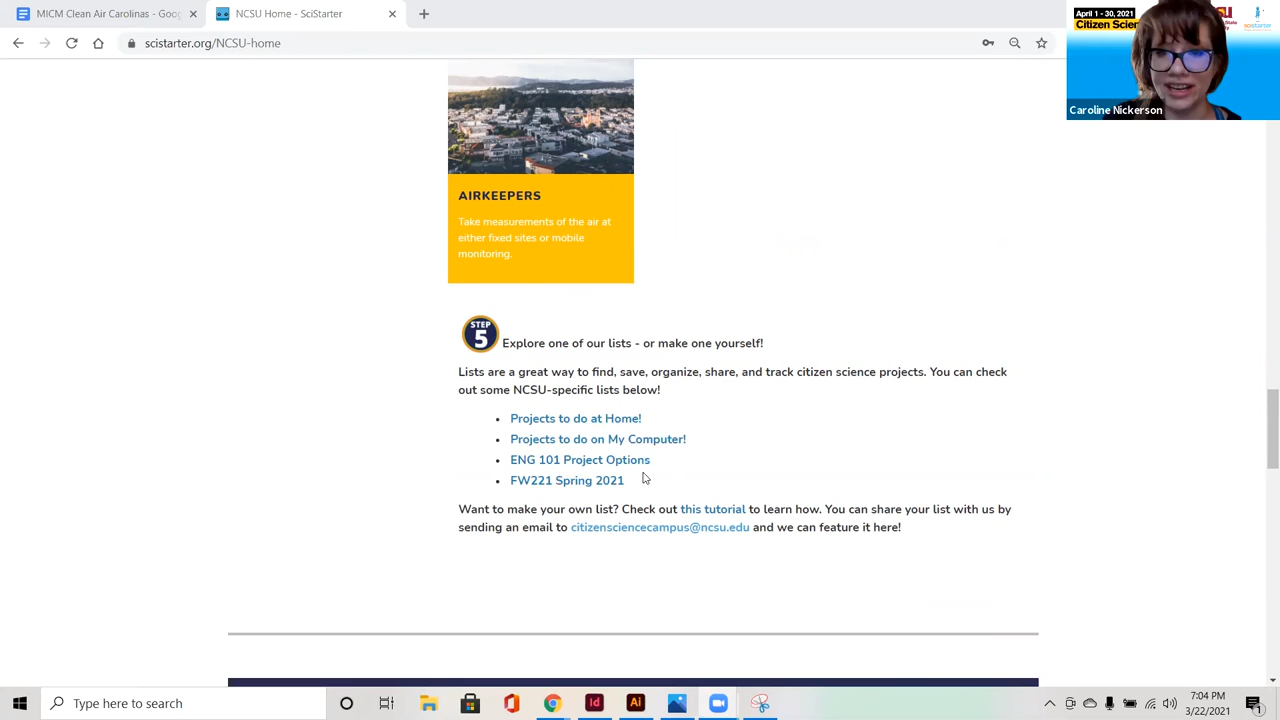 MICM Clean Air Carolinas - Goog
NCSU Home - SciStarter
scistarter.org/NCSU-home
April 1 - 30, 2021
Citizen Scien
scistarter
Caroline Nickerson
AIRKEEPERS
Take measurements of the air at
either fixed sites or mobile
monitoring.
STEP
5
Explore one of our lists - or make one yourself!
Lists are a great way to find, save, organize, share, and track citizen science projects. You can check
out some NCSU-specific lists below!
• Projects to do at Home!
• Projects to do on My Computer!
• ENG 101 Project Options
• FW221 Spring 2021
Want to make your own list? Check out this tutorial to learn how. You can share your list with us by
sending an email to citizensciencecampus@ncsu.edu and we can feature it here!
Type here to search
Id
Ai
7:04 PM
3/22/2021
1